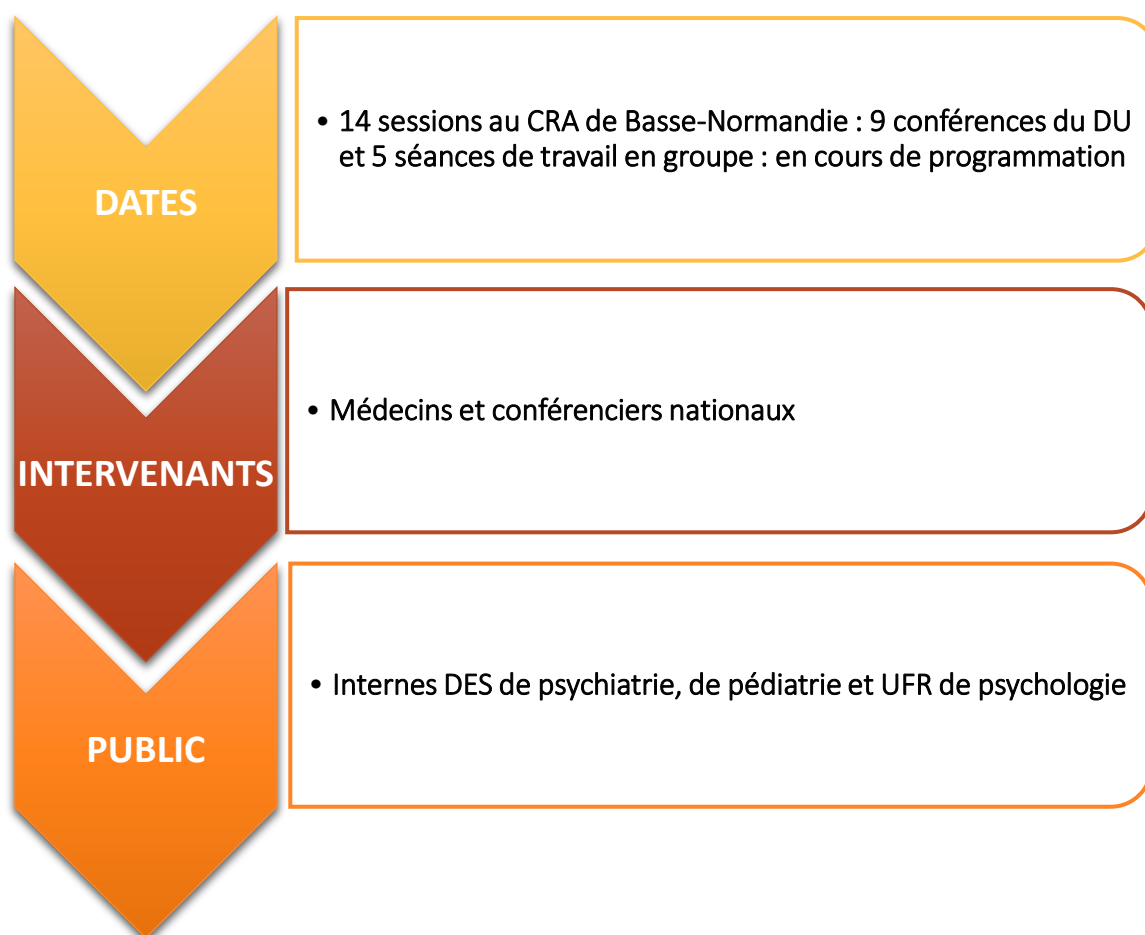 DATES
• 14 sessions au CRA de Basse-Normandie : 9 conférences du DU
et 5 séances de travail en groupe : en cours de programmation
INTERVENANTS
• Médecins et conférenciers nationaux
PUBLIC
• Internes DES de psychiatrie, de pédiatrie et UFR de psychologie